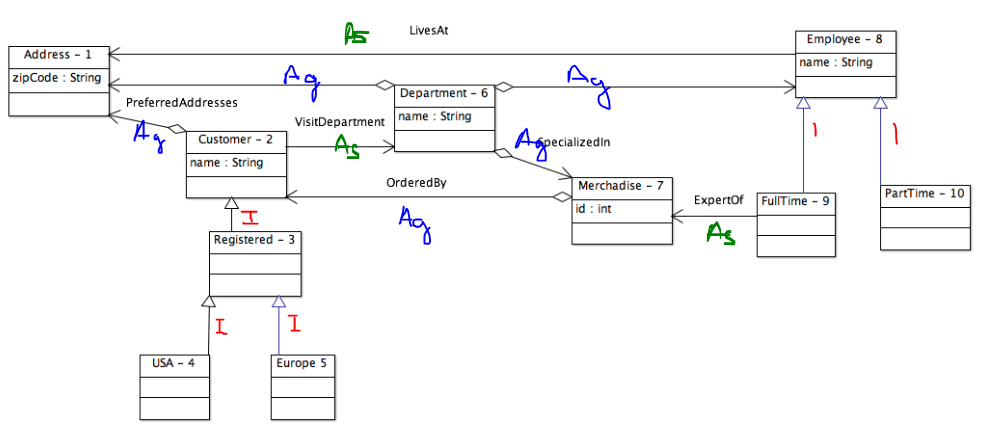 As
LivesAt
Address - 1
zipCode : String
Employee - 8
name : String
Ag
Ag
Department - 6
name : String
PreferredAddresses
Ag
VisitDepartment
As
Customer - 2
name : String
Ag
SpecializedIn
I
I
OrderedBy
Ag
Merchadise - 7
id : int
ExpertOf
As
FullTime - 9
PartTime - 10
I
Registered - 3
I
I
USA - 4
Europe 5